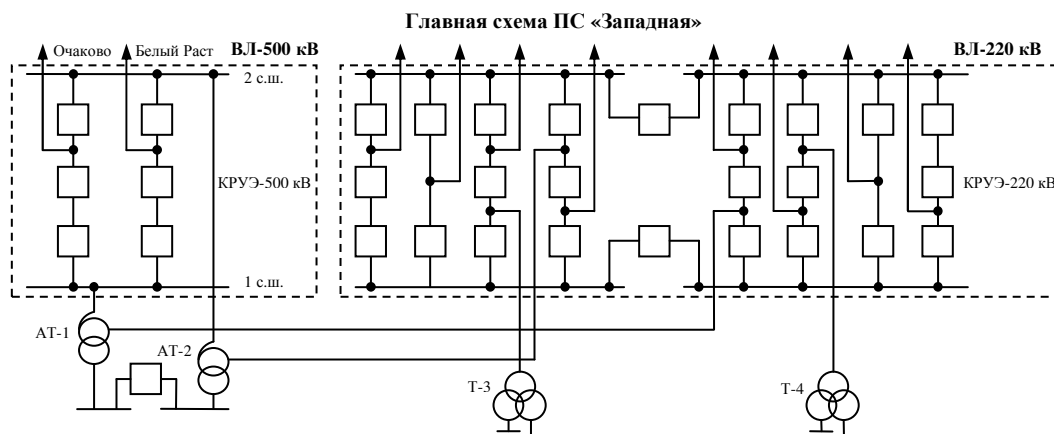 Главная схема ПС «Западная»
Очаково
Белый Раст
ВЛ-500 кВ
ВЛ-220 кВ
2 с.ш.
КРУЭ-500 кВ
КРУЭ-220 кВ
1 с.ш.
АТ-1
АТ-2
Т-3
Т-4